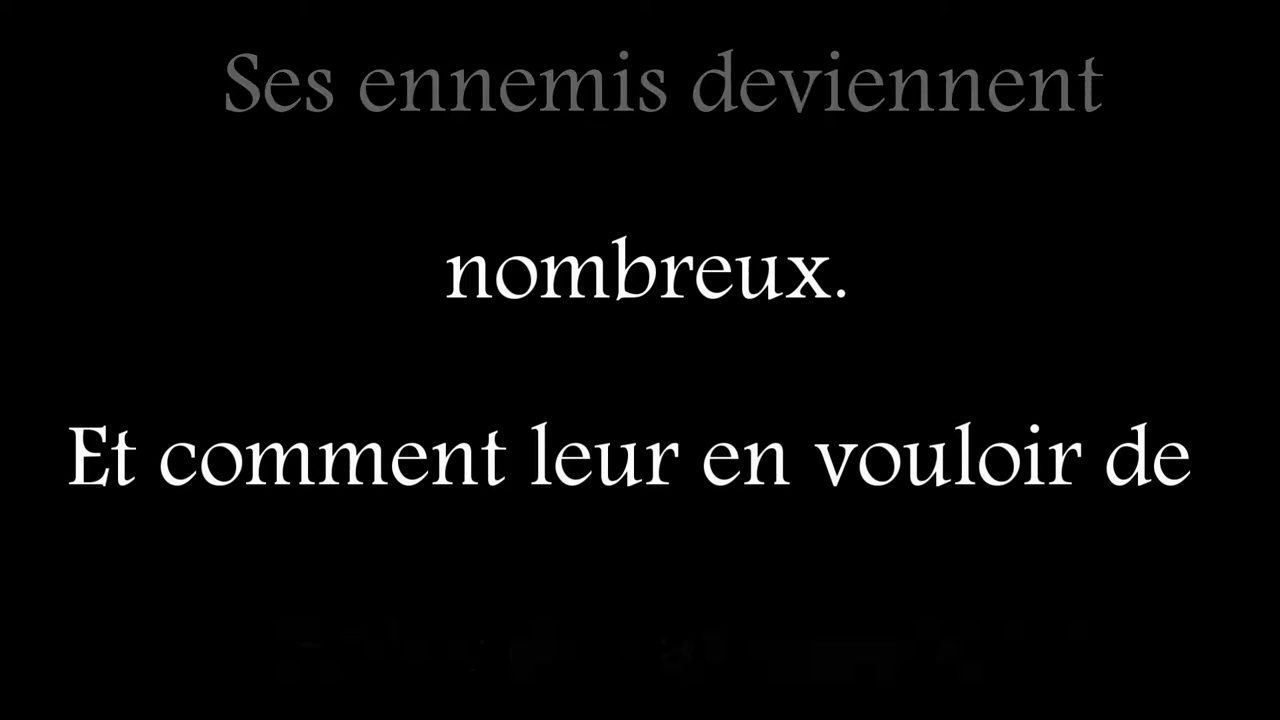 Ses ennemis deviennent
nombreux.
Et comment leur en vouloir de